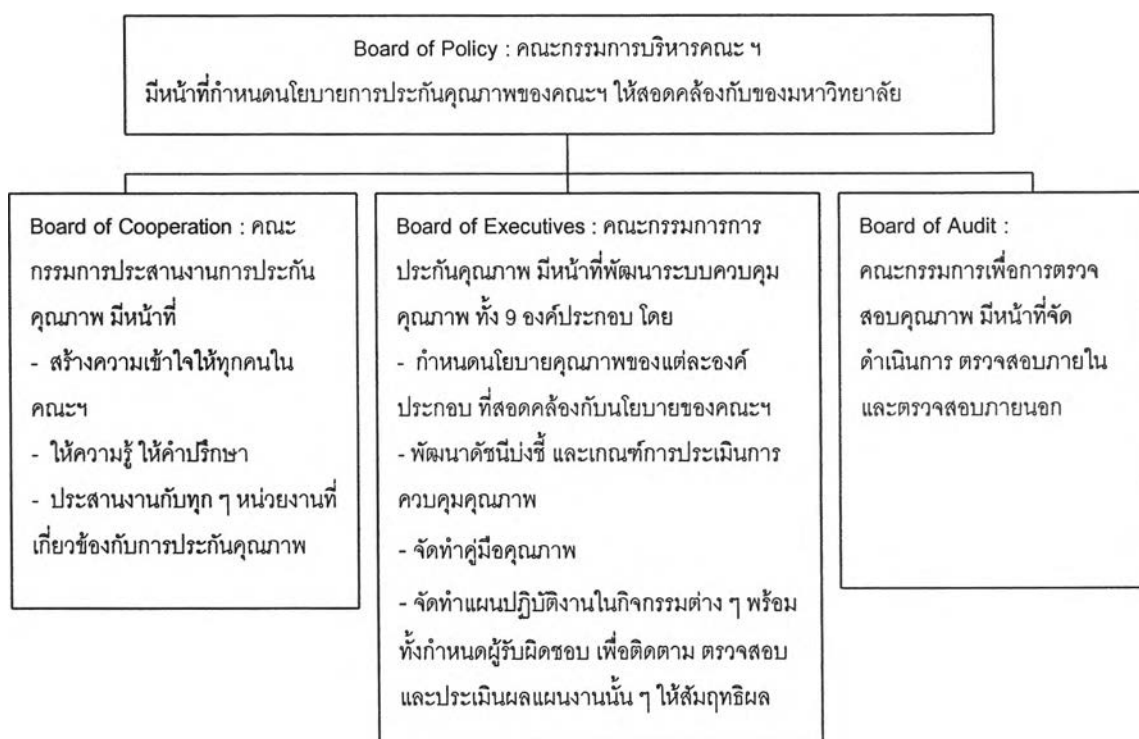 Board of Policy : คณะกรรมการบริหารคณะ ฯ
มีหน้าที่กำหนดนโยบายการประกันคุณภาพของคณะฯ ให้สอดคล้องกับของมหาวิทยาลัย
Board of Cooperation : คณะ
กรรมการประสานงานการประกัน
คุณภาพ มีหน้าที่
- สร้างความเข้าใจให้ทุกคนใน
คณะฯ
- ให้ความรู้ ให้คำปรึกษา
- ประสานงานกับทุก ๆ หน่วยงานที่
เกี่ยวข้องกับการประกันคุณภาพ
Board of Executives : คณะกรรมการการ
ประกันคุณภาพ มีหน้าที่พัฒนาระบบควบคุม
คุณภาพ ทั้ง 9 องค์ประกอบ โดย
- กำหนดนโยบายคุณภาพของแต่ละองค์
ประกอบ ที่สอดคล้องกับนโยบายของคณะฯ
- พัฒนาดัชนีบ่งชี้ และเกณฑ์การประเมินการ
ควบคุมคุณภาพ
- จัดทำคู่มือคุณภาพ
- จัดทำแผนปฏิบัติงานในกิจกรรมต่าง ๆ พร้อม
ทั้งกำหนดผู้รับผิดชอบ เพื่อติดตาม ตรวจสอบ
และประเมินผลแผนงานนั้น ๆ ให้สัมฤทธิผล
Board of Audit :
คณะกรรมการเพื่อการตรวจ
สอบคุณภาพ มีหน้าที่จัด
ดำเนินการ ตรวจสอบภายใน
และตรวจสอบภายนอก